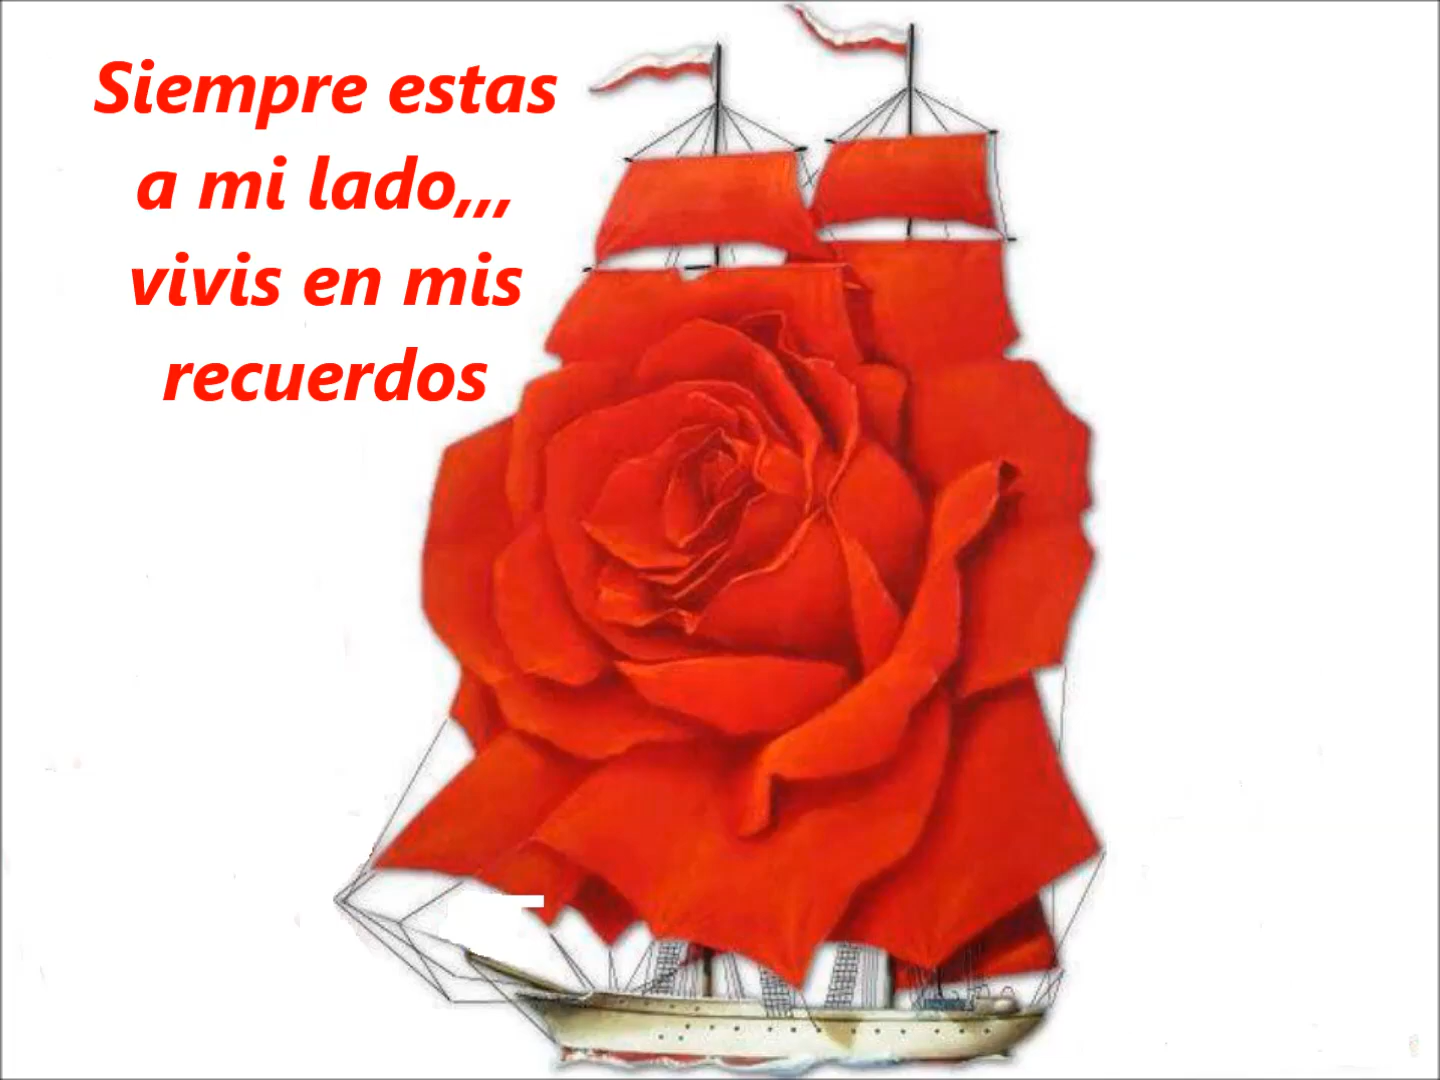 Siempre estas
a mi lado,,,
vivis en mis
recuerdos